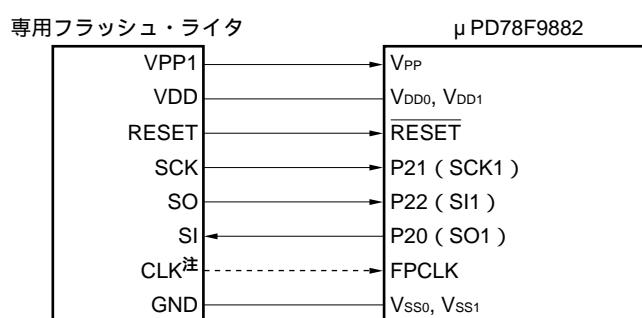 専用フラッシュ・ライタ μPD78F9882
VPP1 VPP
VDD VDD0, VDD1
RESET RESET
SCK P21（SCK1）
SO P22（SI1）
SI P20（SO1）
CLK注 FPCLK
GND VSS0, VSS1